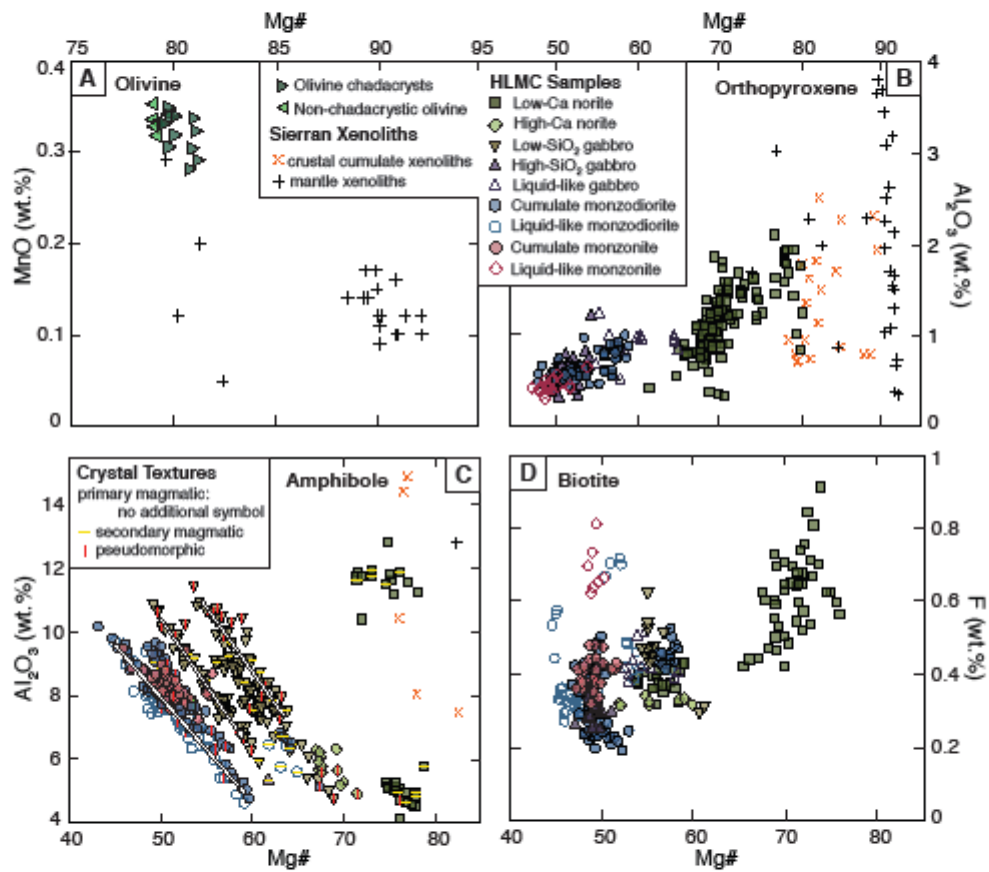 Mg#
Mg#
75 80 85 90 95 50 60 70 80 90
0.4 A Olivine
0.3
0.2
0.1
0
MnO (wt.%)
Olivine chadacrysts
Non-chadacrystic olivine
Sierran Xenoliths
crustal cumulate xenoliths
mantle xenoliths
HLMC Samples
Low-Ca norite
High-Ca norite
Low-SiO₂ gabbro
High-SiO₂ gabbro
Liquid-like gabbro
Cumulate monzodiorite
Liquid-like monzodiorite
Cumulate monzonite
Liquid-like monzonite
Orthopyroxene B 4
3
2
1
0
Al₂O₃ (wt.%)
Crystal Textures
primary magmatic:
no additional symbol
secondary magmatic
pseudomorphic
Amphibole C
14
12
10
8
6
4
Al₂O₃ (wt.%)
40 50 60 70 80
Mg#
D Biotite
1
0.8
0.6
0.4
0.2
F (wt.%)
40 50 60 70 80
Mg#